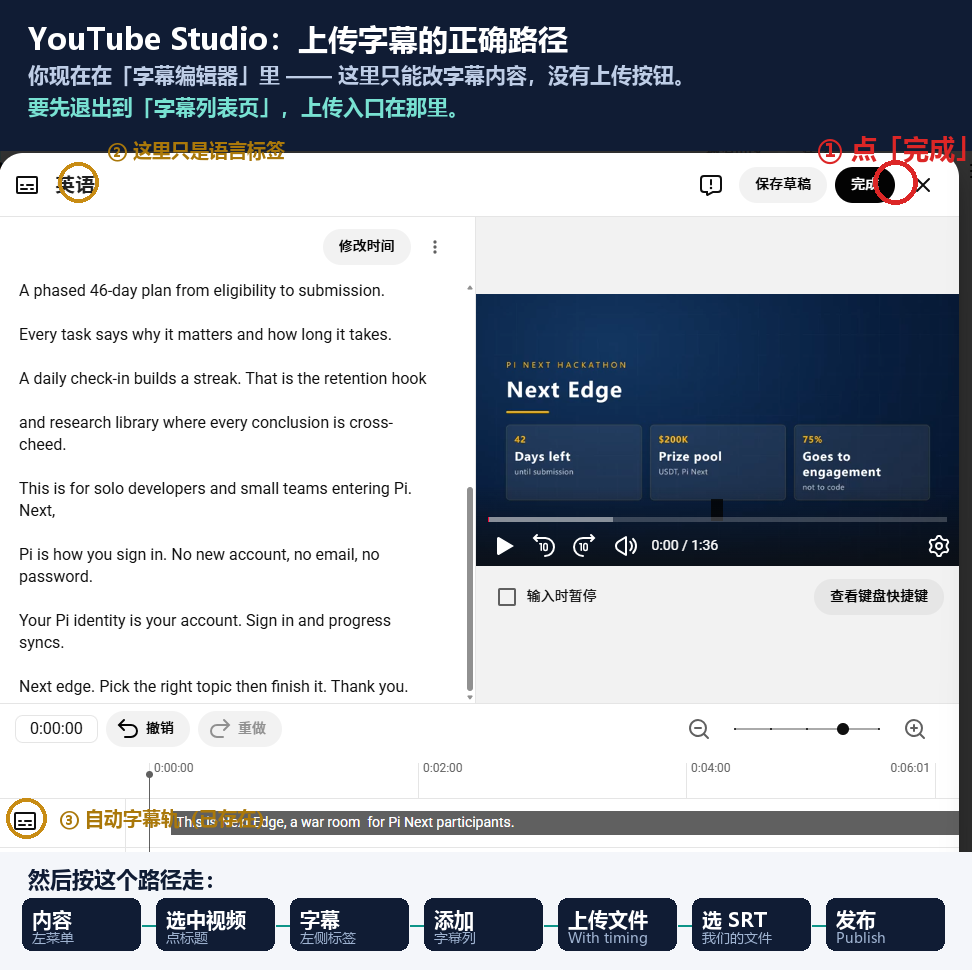 YouTube Studio：上传字幕的正确路径
你现在在「字幕编辑器」里 —— 这里只能改字幕内容，没有上传按钮。
要先退出到「字幕列表页」，上传入口在那里。
② 这里只是语言标签
① 点「完成」
英语
保存草稿
完成
修改时间
A phased 46-day plan from eligibility to submission.
Every task says why it matters and how long it takes.
A daily check-in builds a streak. That is the retention hook
and research library where every conclusion is cross-
cheed.
This is for solo developers and small teams entering Pi.
Next,
Pi is how you sign in. No new account, no email, no
password.
Your Pi identity is your account. Sign in and progress
syncs.
Next edge. Pick the right topic then finish it. Thank you.
PI NEXT HACKATHON
Next Edge
42
Days left
until submission
$200K
Prize pool
USDT, Pi Next
75%
Goes to
engagement
not to code
10
10
0:00 / 1:36
输入时暂停
查看键盘快捷键
0:00:00
撤销
重做
0:00:00
0:02:00
0:04:00
0:06:01
③ 自动字幕轨（已存在）
This is Next Edge, a war room for Pi Next participants.
然后按这个路径走：
内容
左菜单
选中视频
点标题
字幕
左侧标签
添加
字幕列
上传文件
With timing
选 SRT
我们的文件
发布
Publish